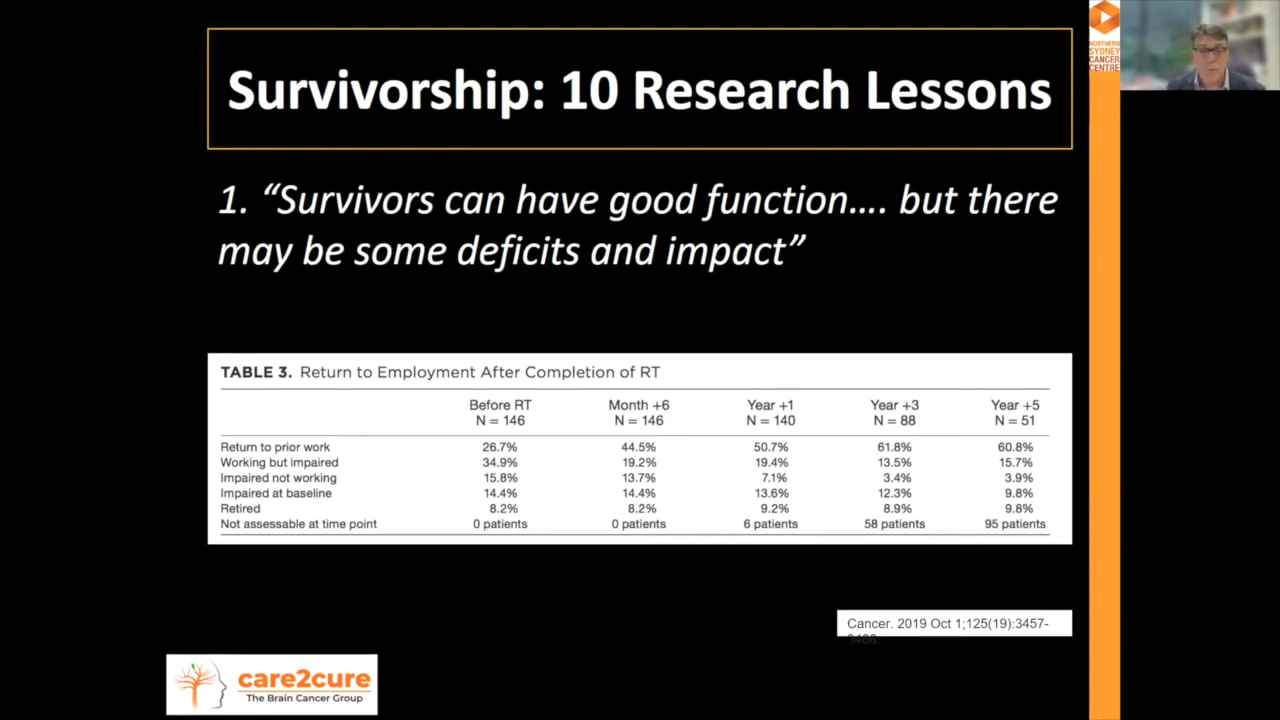 Survivorship: 10 Research Lessons
1. “Survivors can have good function…. but there
may be some deficits and impact”
TABLE 3. Return to Employment After Completion of RT
Before RT Month +6 Year +1 Year +3 Year +5
N = 146 N = 146 N = 140 N = 88 N = 51
Return to prior work 26.7% 44.5% 50.7% 61.8% 60.8%
Working but impaired 34.9% 19.2% 19.4% 13.5% 15.7%
Impaired not working 15.8% 13.7% 7.1% 3.4% 3.9%
Impaired at baseline 14.4% 14.4% 13.6% 12.3% 9.8%
Retired 8.2% 8.2% 9.2% 8.9% 9.8%
Not assessable at time point 0 patients 0 patients 6 patients 58 patients 95 patients
Cancer. 2019 Oct 1;125(19):3457-
care2cure
The Brain Cancer Group
NORTHERN
SYDNEY
CANCER
CENTRE